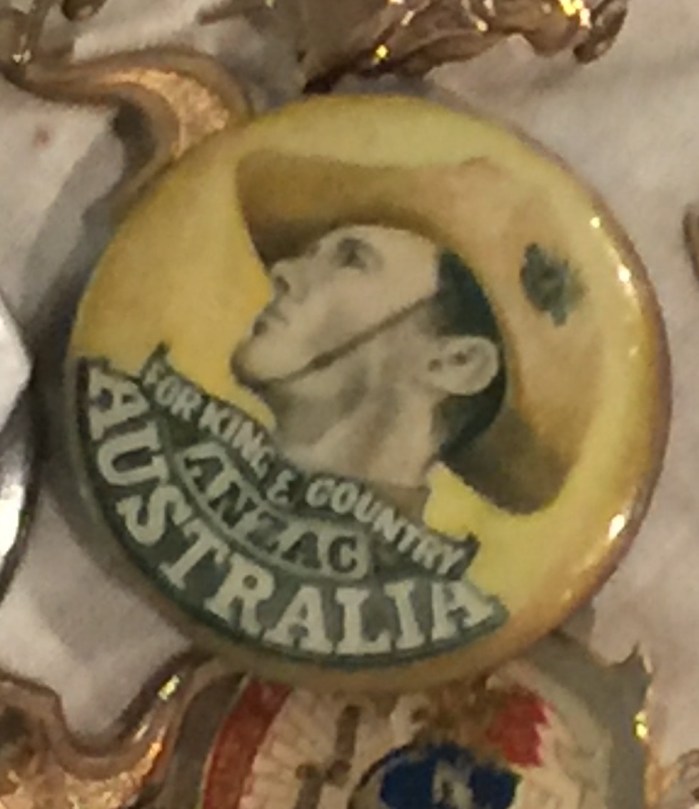 FOR KING & COUNTRY
ANZAC
AUSTRALIA
N